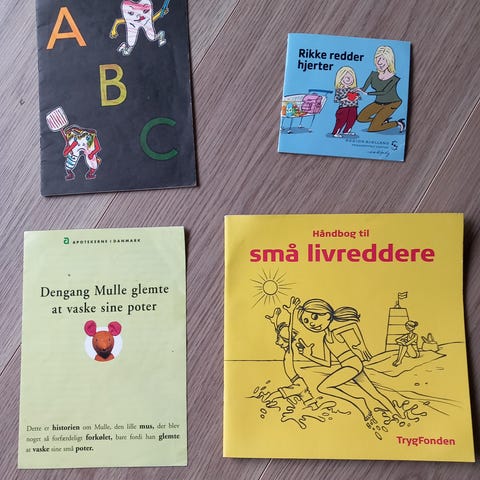 A
B
C
Rikke redder
hjerter
REGION SJÆLLAND
Håndbog til
små livreddere
TrygFonden
APOTEKERNE I DANMARK
Dengang Mulle glemte
at vaske sine poter
Dette er historien om Mulle, den lille mus, der blev
noget så forfærdeligt forkølet, bare fordi han glemte
at vaske sine små poter.